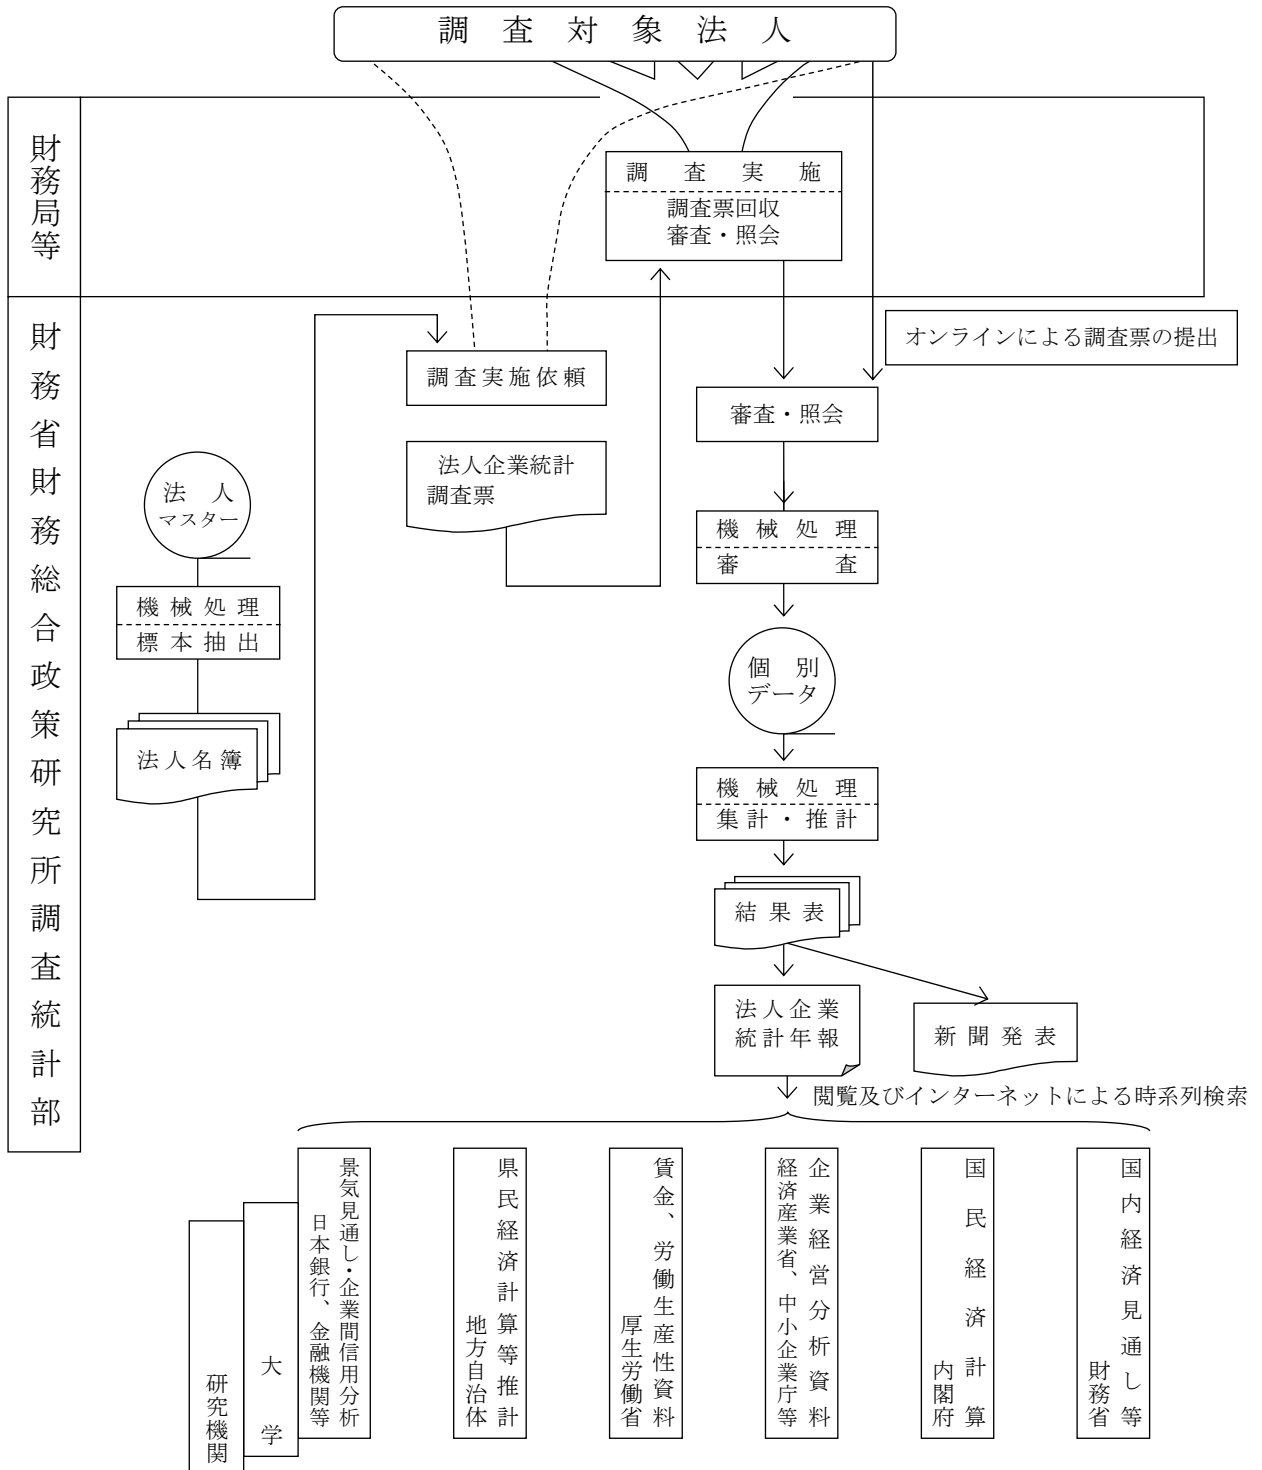 調査対象法人
財務局等
調査実施
調査票回収
審査・照会
財務省財務総合政策研究所調査統計部
オンラインによる調査票の提出
調査実施依頼
審査・照会
法人企業統計
調査票
法人
マスター
機械処理
審査
機械処理
標本抽出
個別
データ
法人名簿
機械処理
集計・推計
結果表
法人企業
統計年報
新聞発表
閲覧及びインターネットによる時系列検索
国内経済見通し等
財務省
国民経済計算
内閣府
企業経営分析資料
経済産業省、中小企業庁等
賃金、労働生産性資料
厚生労働省
県民経済計算等推計
地方自治体
景気見通し・企業間信用分析
日本銀行、金融機関等
大学
研究機関